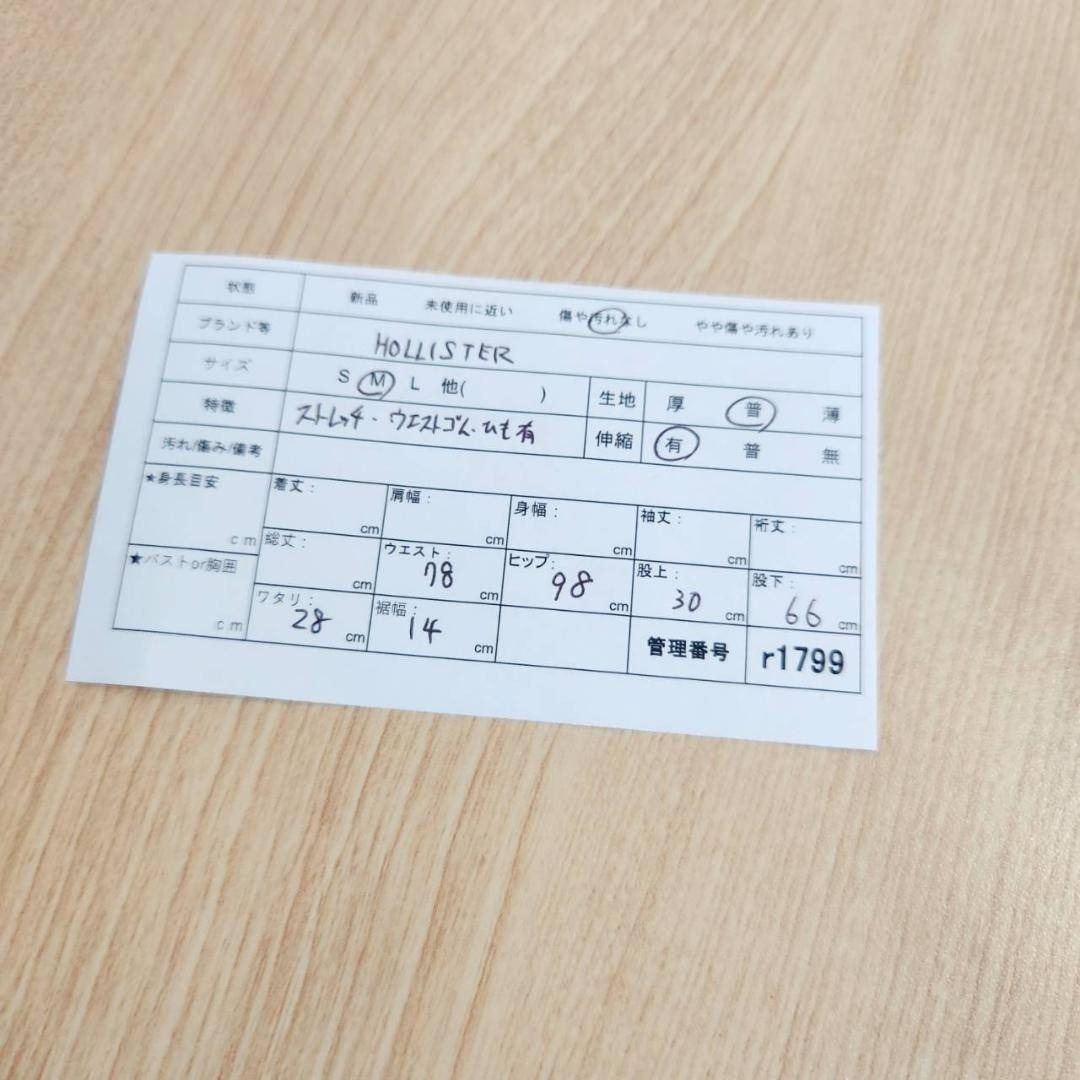 状態 新品 未使用に近い 傷や汚れなし やや傷や汚れあり
ブランド等 HOLLISTER
サイズ S M L 他( ) 生地 厚 普 薄
特徴 ストレッチ・ウエストゴム・ひも有 伸縮 有 普 無
汚れ/傷み/備考
★身長目安 cm 着丈: cm 肩幅: cm 身幅: cm 袖丈: cm 裄丈: cm
★バストor胸囲 cm 総丈: cm ウエスト: 78 cm ヒップ: 98 cm 股上: 30 cm 股下: 66 cm
ワタリ: 28 cm 裾幅: 14 cm 管理番号 r1799